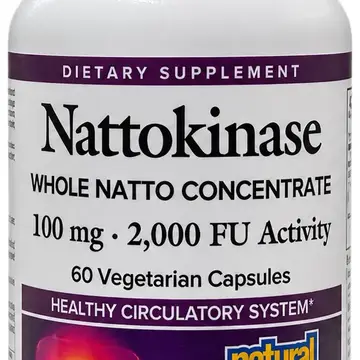 DIETARY SUPPLEMENT
Nattokinase
WHOLE NATTO CONCENTRATE
100 mg · 2,000 FU Activity
60 Vegetarian Capsules
HEALTHY CIRCULATORY SYSTEM*
natural